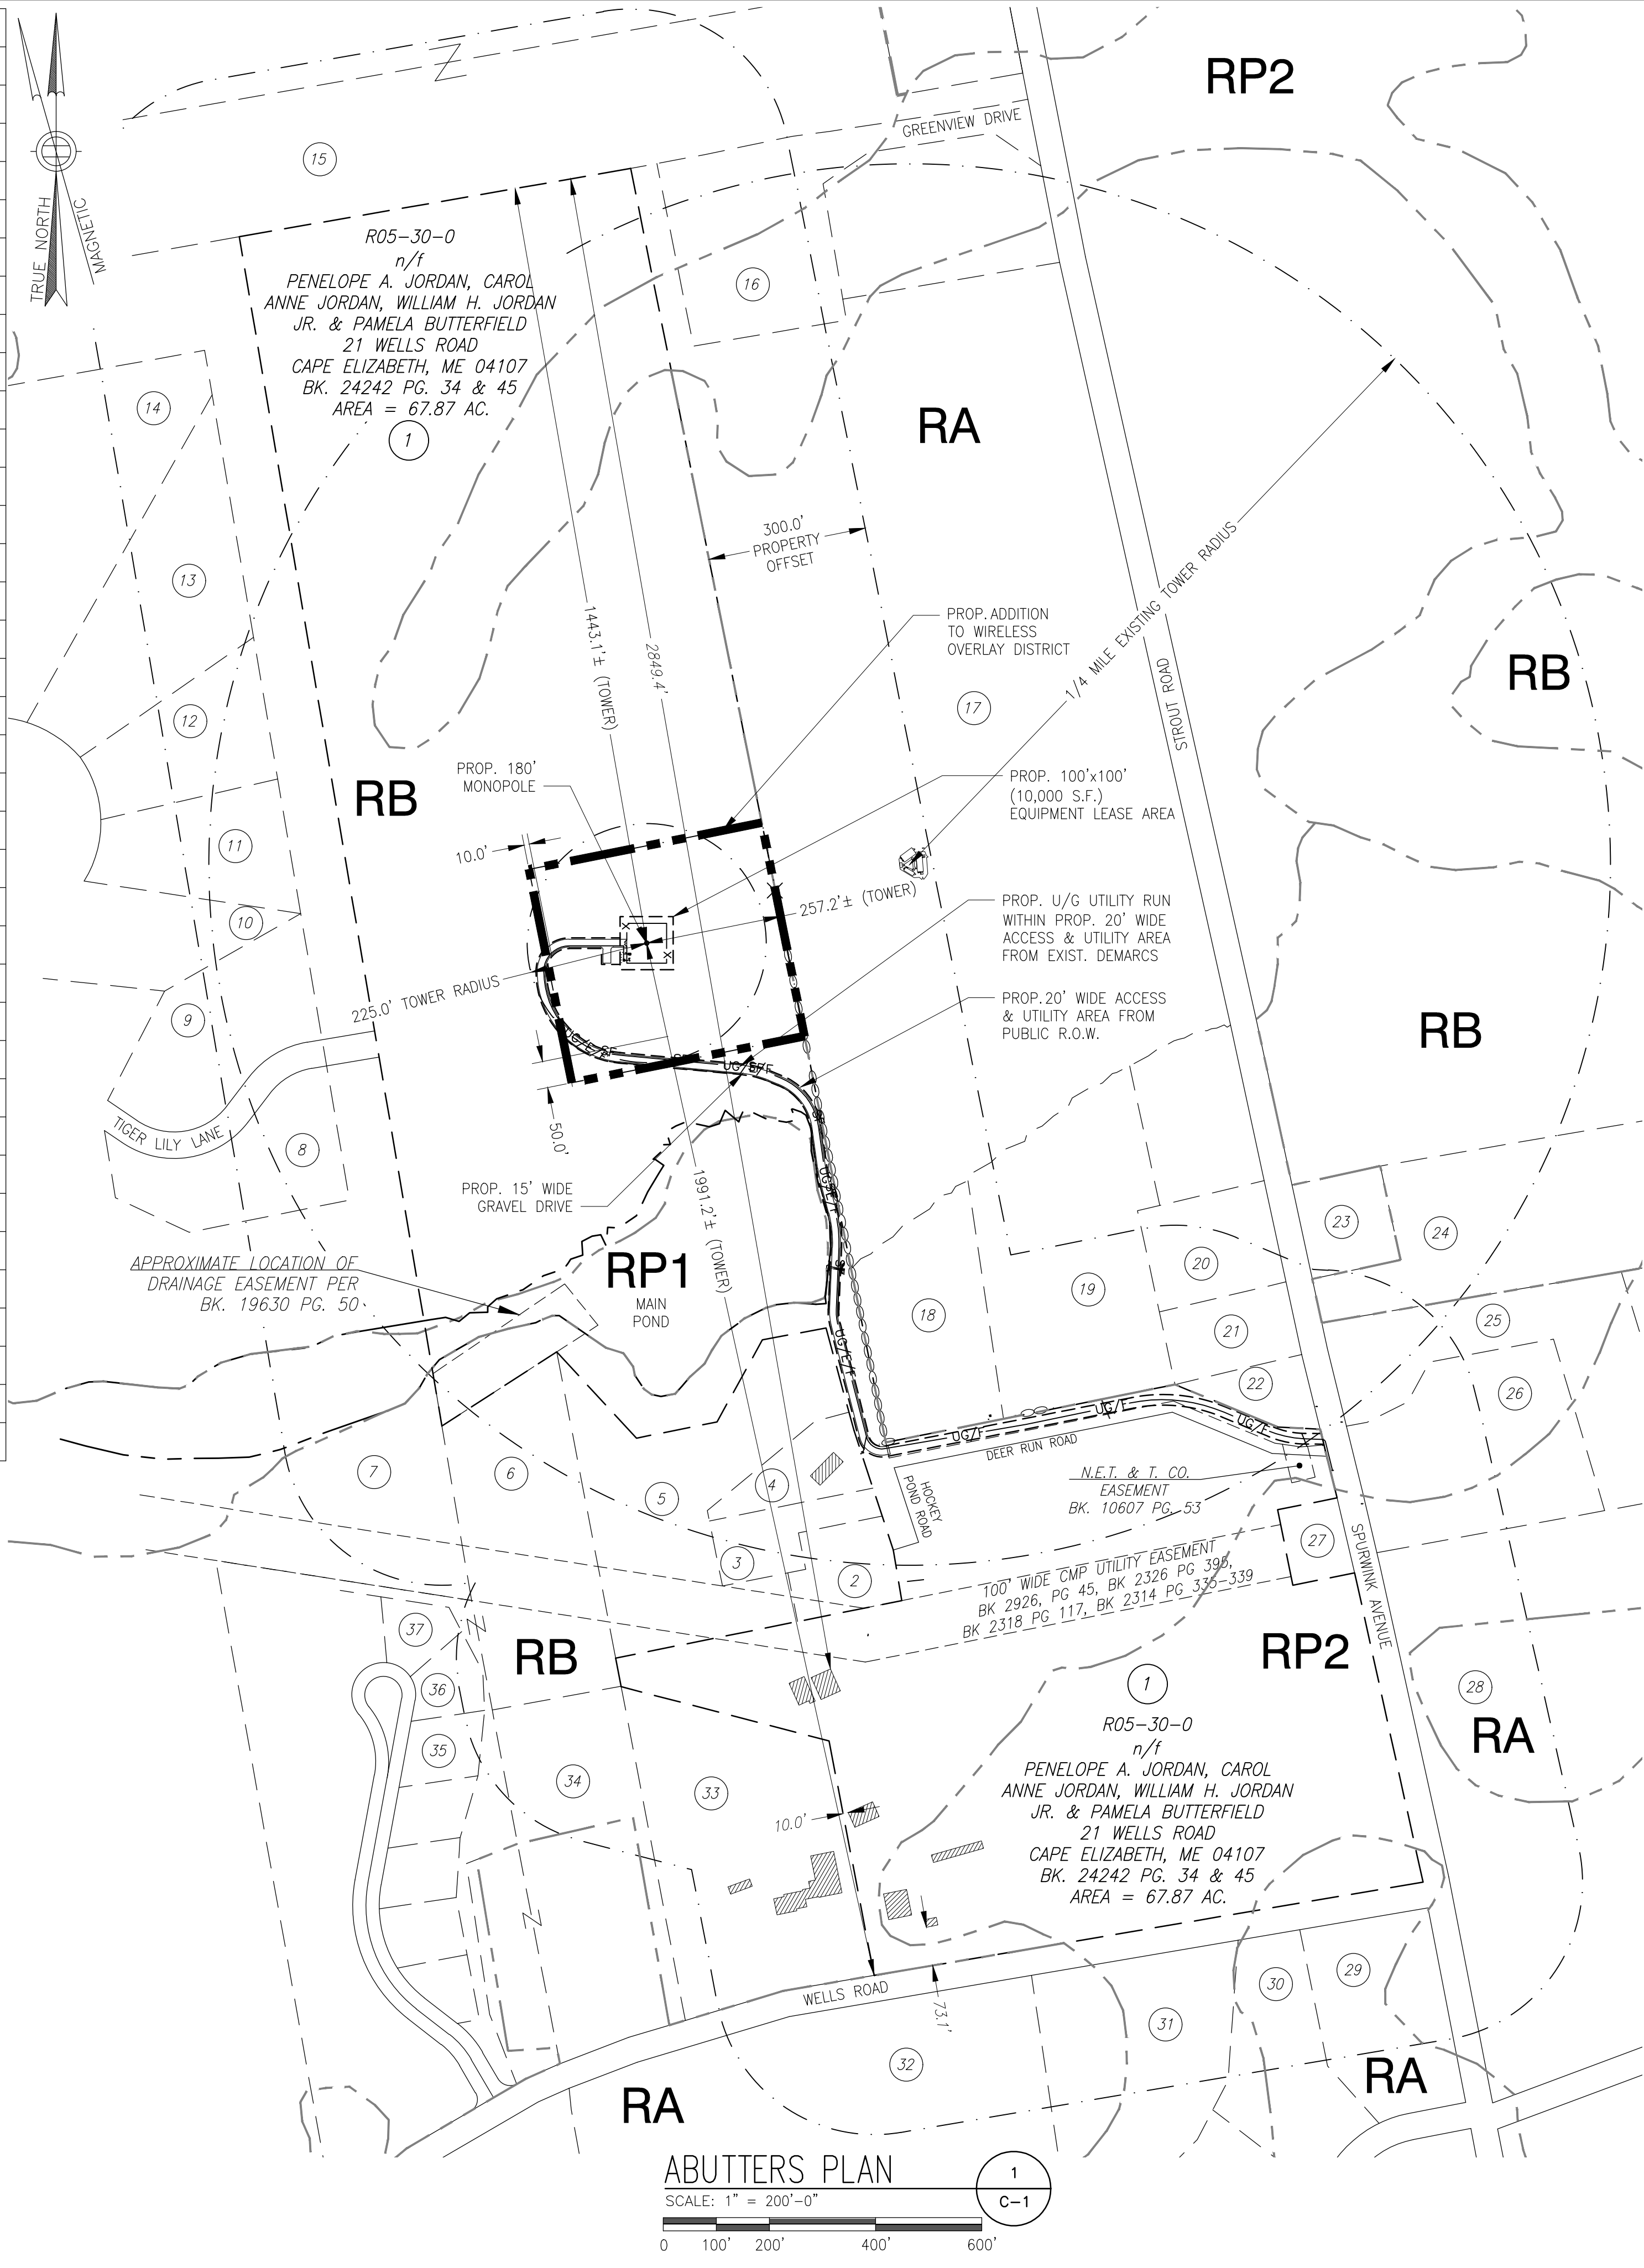 RP2
GREENVIEW DRIVE
15
TRUE NORTH
MAGNETIC
R05-30-0
n/f
PENELOPE A. JORDAN, CAROL
ANNE JORDAN, WILLIAM H. JORDAN
JR. & PAMELA BUTTERFIELD
21 WELLS ROAD
CAPE ELIZABETH, ME 04107
BK. 24242 PG. 34 & 45
AREA = 67.87 AC.
1
16
14
RA
300.0'
PROPERTY
OFFSET
13
1443.1'± (TOWER)
2849.4'
PROP. ADDITION
TO WIRELESS
OVERLAY DISTRICT
1/4 MILE EXISTING TOWER RADIUS
STROUT ROAD
RB
12
17
RB
PROP. 180'
MONOPOLE
PROP. 100'x100'
(10,000 S.F.)
EQUIPMENT LEASE AREA
11
10.0'
257.2'± (TOWER)
PROP. U/G UTILITY RUN
WITHIN PROP. 20' WIDE
ACCESS & UTILITY AREA
FROM EXIST. DEMARCS
10
225.0' TOWER RADIUS
9
PROP. 20' WIDE ACCESS
& UTILITY AREA FROM
PUBLIC R.O.W.
RB
TIGER LILY LANE
8
50.0'
PROP. 15' WIDE
GRAVEL DRIVE
1991.2'± (TOWER)
UG/E/T
APPROXIMATE LOCATION OF
DRAINAGE EASEMENT PER
BK. 19630 PG. 50
RP1
MAIN
POND
18
19
20
21
22
23
24
25
26
UG/E/T
UG/E
UG/E
UG/E
DEER RUN ROAD
HOCKEY
POND ROAD
N.E.T. & T. CO.
EASEMENT
BK. 10607 PG. 53
7
6
5
4
3
2
27
SPURWINK AVENUE
100' WIDE CMP UTILITY EASEMENT
BK 2926, PG 45, BK 2326 PG 395,
BK 2318 PG 117, BK 2314 PG 335-339
37
RB
36
35
34
33
RP2
28
RA
1
R05-30-0
n/f
PENELOPE A. JORDAN, CAROL
ANNE JORDAN, WILLIAM H. JORDAN
JR. & PAMELA BUTTERFIELD
21 WELLS ROAD
CAPE ELIZABETH, ME 04107
BK. 24242 PG. 34 & 45
AREA = 67.87 AC.
10.0'
WELLS ROAD
73.1'
29
30
31
32
RA
RA
ABUTTERS PLAN
SCALE: 1" = 200'-0"
1
C-1
0 100' 200' 400' 600'